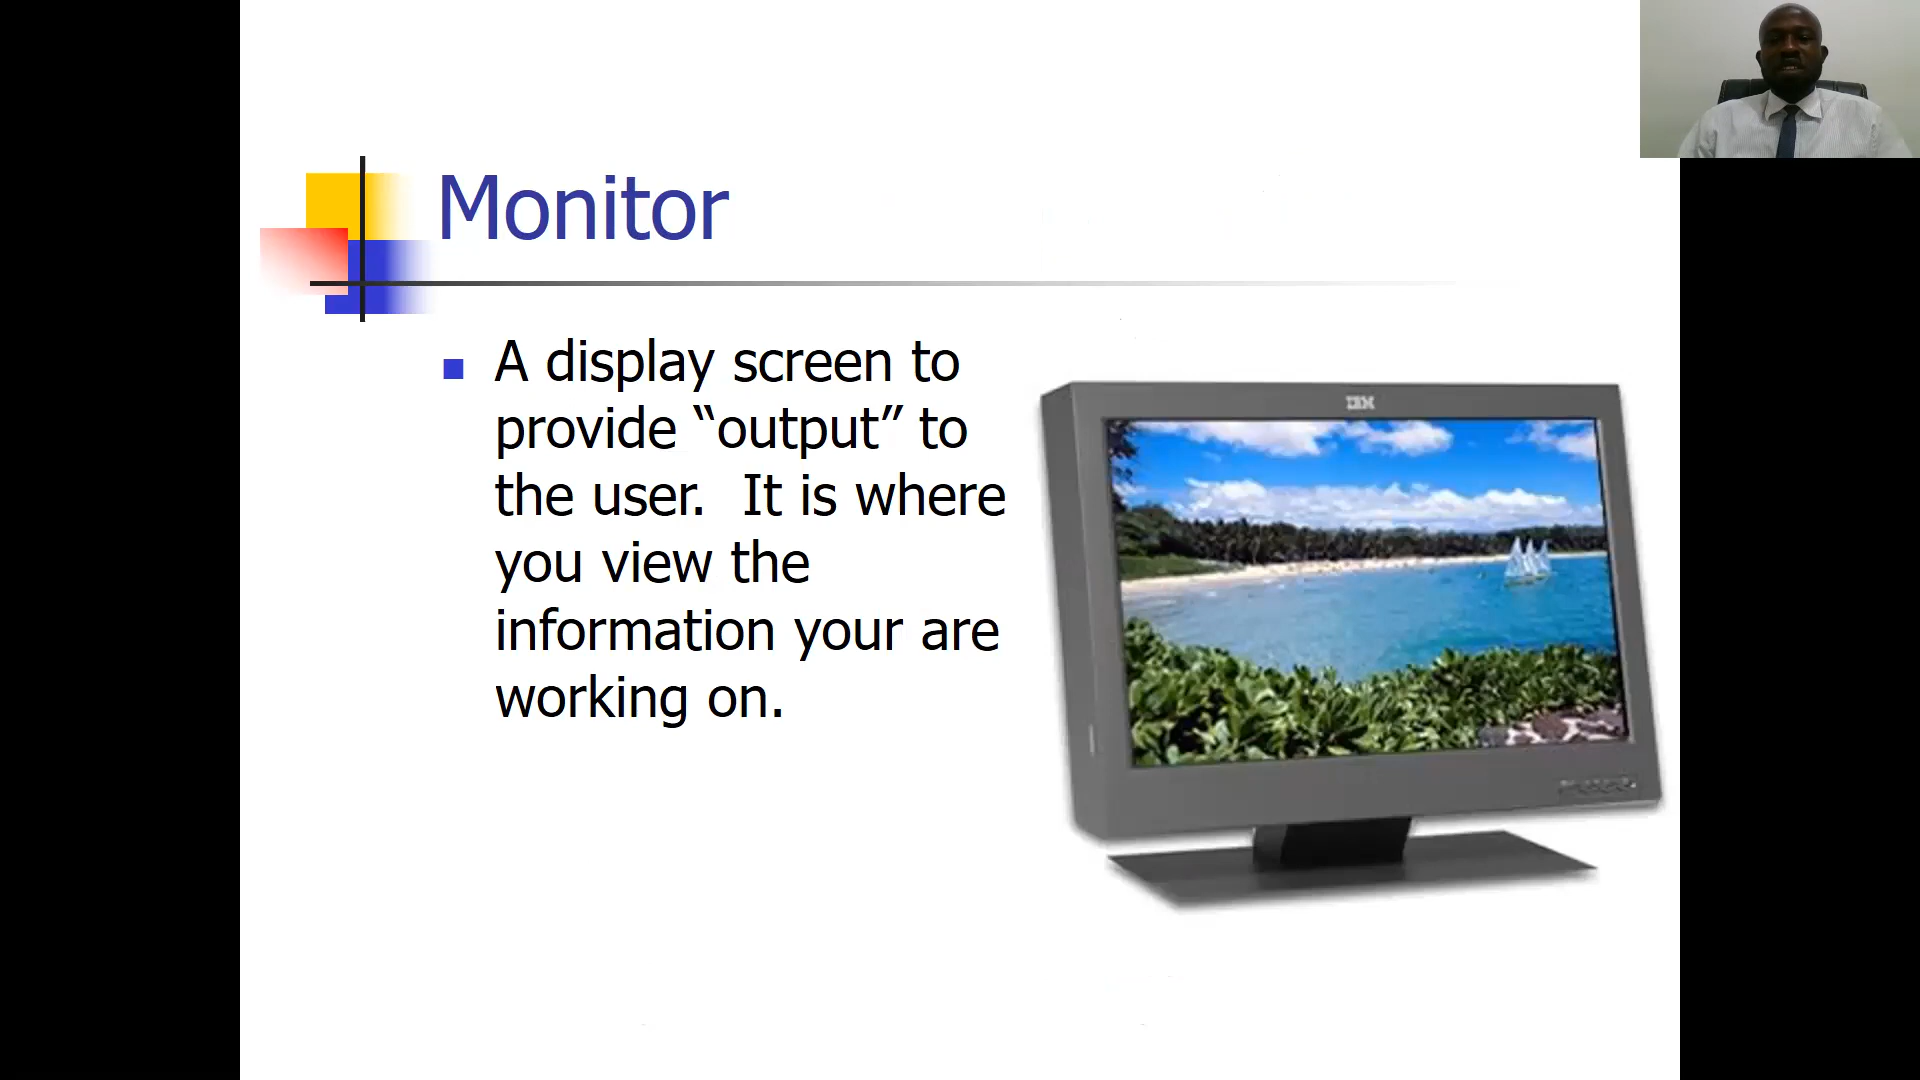 Monitor
A display screen to
provide “output” to
the user.  It is where
you view the
information your are
working on.
IBM